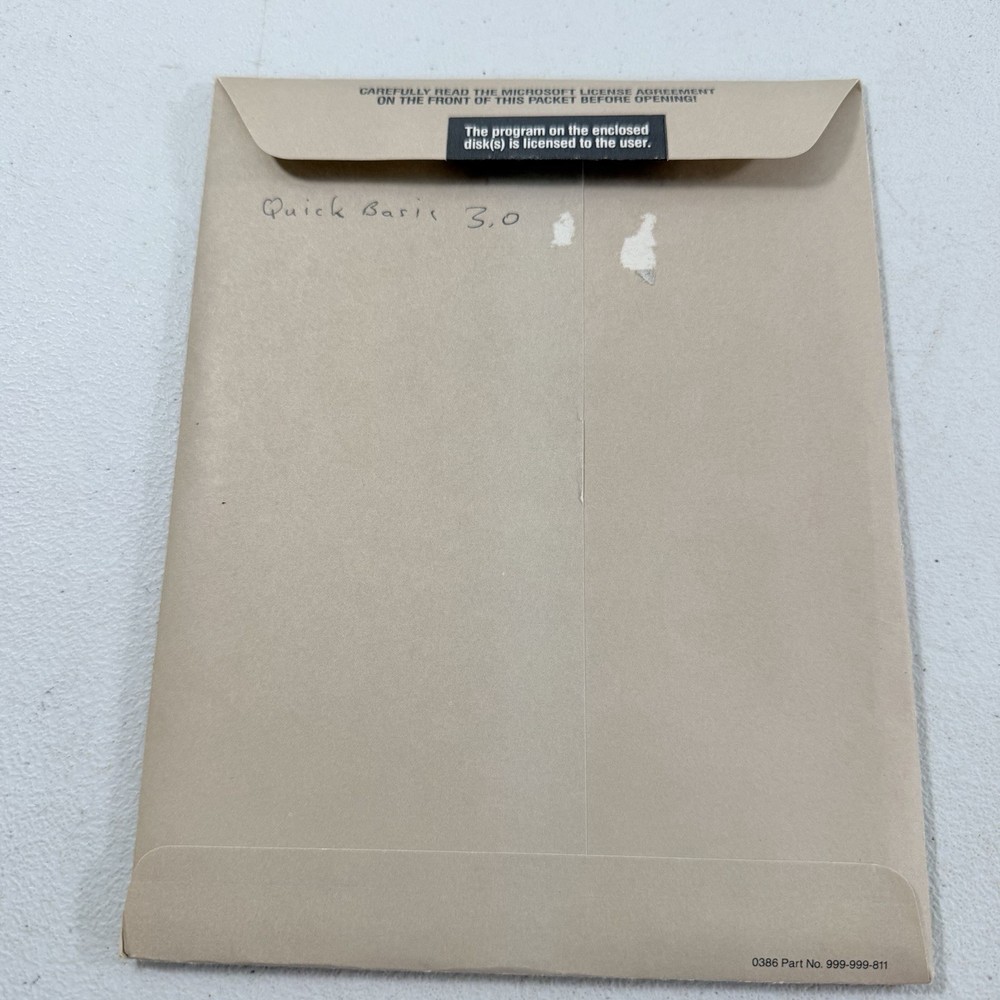 CAREFULLY READ THE MICROSOFT LICENSE AGREEMENT
ON THE FRONT OF THIS PACKET BEFORE OPENING!
The program on the enclosed
disk(s) is licensed to the user.
Quick Basic 3.0
0386 Part No. 999-999-811